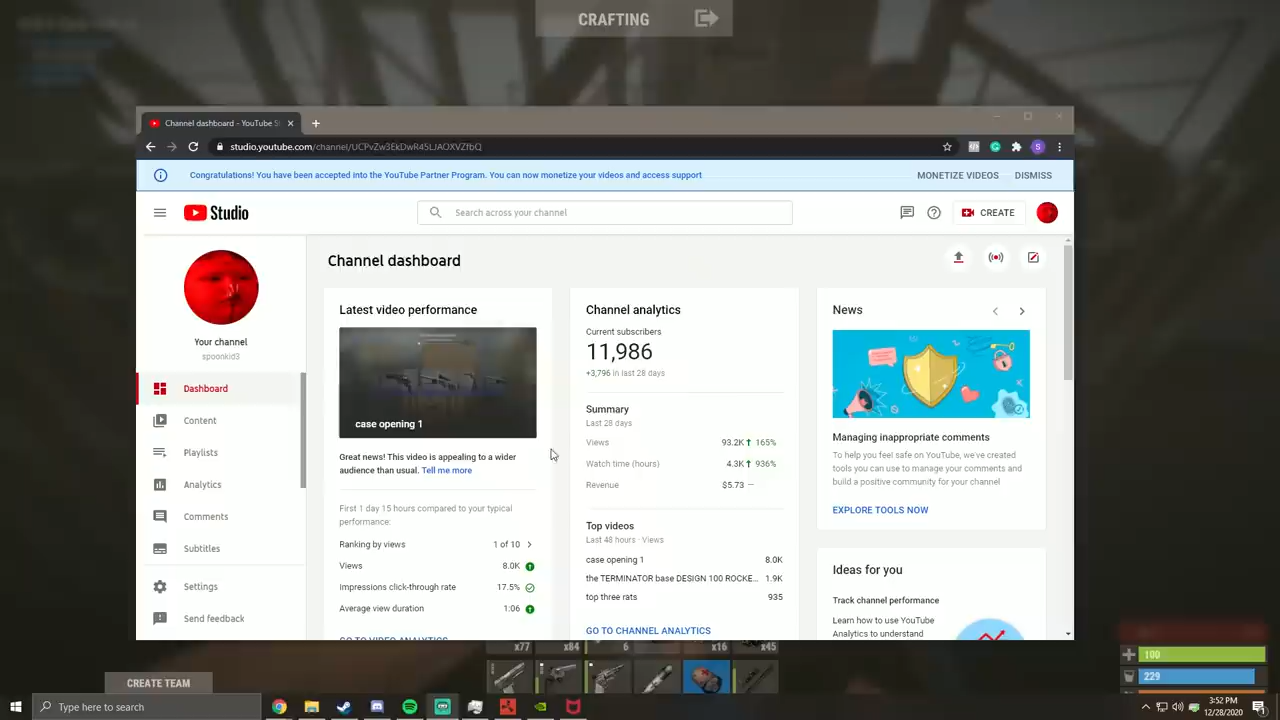 CRAFTING
Channel dashboard - YouTube S
studio.youtube.com/channel/UCPvZw3EkDwR45LJAOXVZfbQ
Congratulations! You have been accepted into the YouTube Partner Program. You can now monetize your videos and access support
MONETIZE VIDEOS
DISMISS
Studio
Search across your channel
CREATE
Channel dashboard
Your channel
spoonkid3
Dashboard
Content
Playlists
Analytics
Comments
Subtitles
Settings
Send feedback
Latest video performance
case opening 1
Great news! This video is appealing to a wider
audience than usual. Tell me more
First 1 day 15 hours compared to your typical
performance:
Ranking by views 1 of 10
Views 8.0K
Impressions click-through rate 17.5%
Average view duration 1:06
GO TO VIDEO ANALYTICS
Channel analytics
Current subscribers
11,986
+3,796 in last 28 days
Summary
Last 28 days
Views 93.2K 165%
Watch time (hours) 4.3K 936%
Revenue $5.73 —
Top videos
Last 48 hours · Views
case opening 1 8.0K
the TERMINATOR base DESIGN 100 ROCKE... 1.9K
top three rats 935
GO TO CHANNEL ANALYTICS
News
Managing inappropriate comments
To help you feel safe on YouTube, we've created
tools you can use to manage your comments and
build a positive community for your channel
EXPLORE TOOLS NOW
Ideas for you
Track channel performance
Learn how to use YouTube
Analytics to understand
x77 x84 6 x16 x45
100
229
CREATE TEAM
Type here to search
3:52 PM
12/28/2020